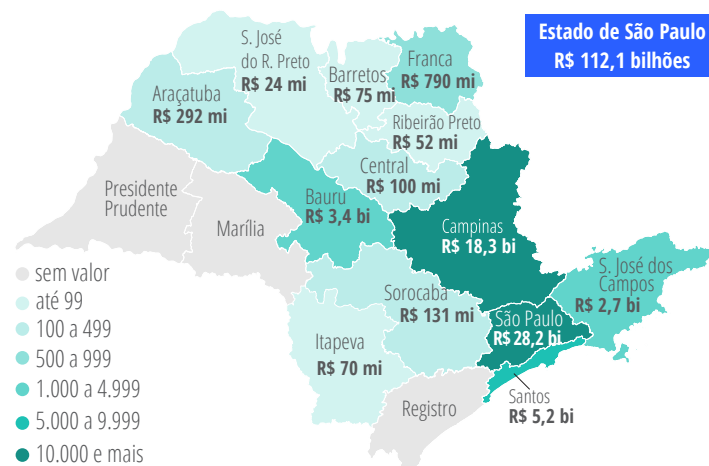 Estado de São Paulo
R$ 112,1 bilhões
S. José
do R. Preto
R$ 24 mi
Barretos
R$ 75 mi
Franca
R$ 790 mi
Araçatuba
R$ 292 mi
Ribeirão Preto
R$ 52 mi
Central
R$ 100 mi
Presidente
Prudente
Marília
Bauru
R$ 3,4 bi
Campinas
R$ 18,3 bi
S. José dos
Campos
R$ 2,7 bi
Sorocaba
R$ 131 mi
São Paulo
R$ 28,2 bi
Itapeva
R$ 70 mi
Registro
Santos
R$ 5,2 bi
sem valor
até 99
100 a 499
500 a 999
1.000 a 4.999
5.000 a 9.999
10.000 e mais